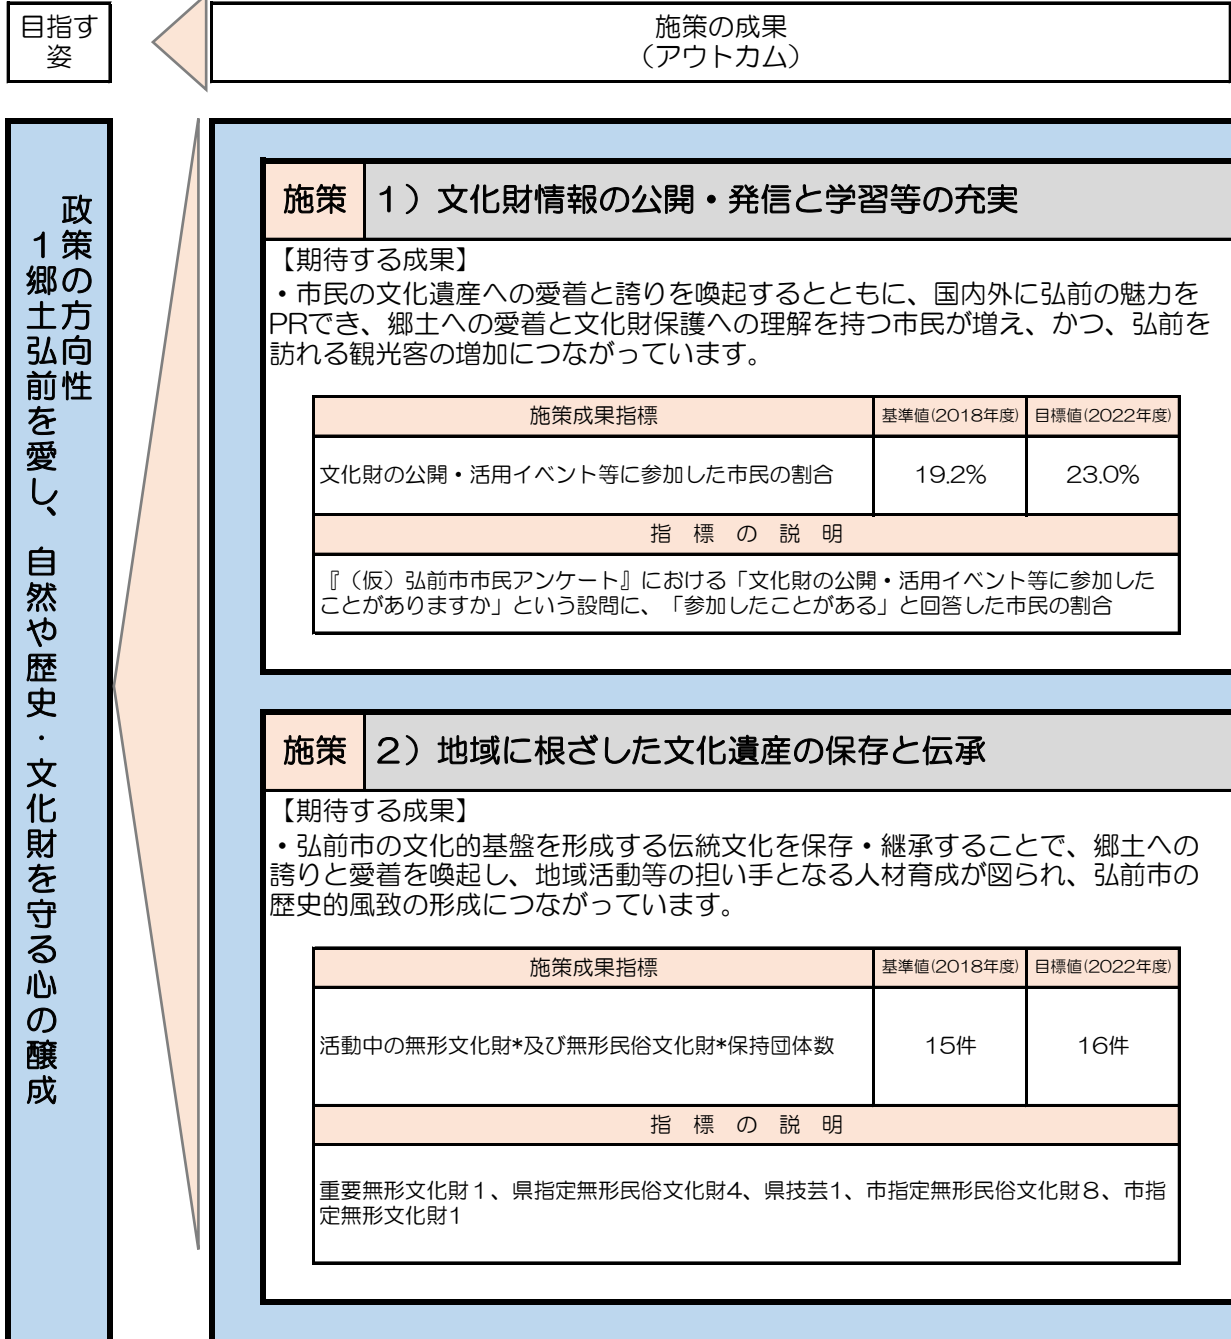 目指す
姿
施策の成果
（アウトカム）
政策の方向性
１郷土弘前を愛し、自然や歴史・文化財を守る心の醸成
施策
１）文化財情報の公開・発信と学習等の充実
【期待する成果】
・市民の文化遺産への愛着と誇りを喚起するとともに、国内外に弘前の魅力を
PRでき、郷土への愛着と文化財保護への理解を持つ市民が増え、かつ、弘前を
訪れる観光客の増加につながっています。
施策成果指標
基準値(2018年度)
目標値(2022年度)
文化財の公開・活用イベント等に参加した市民の割合
19.2%
23.0%
指　標　の　説　明
『（仮）弘前市市民アンケート』における「文化財の公開・活用イベント等に参加した
ことがありますか」という設問に、「参加したことがある」と回答した市民の割合
施策
２）地域に根ざした文化遺産の保存と伝承
【期待する成果】
・弘前市の文化的基盤を形成する伝統文化を保存・継承することで、郷土への
誇りと愛着を喚起し、地域活動等の担い手となる人材育成が図られ、弘前市の
歴史的風致の形成につながっています。
施策成果指標
基準値(2018年度)
目標値(2022年度)
活動中の無形文化財*及び無形民俗文化財*保持団体数
15件
16件
指　標　の　説　明
重要無形文化財１、県指定無形民俗文化財4、県技芸1、市指定無形民俗文化財８、市指
定無形文化財1